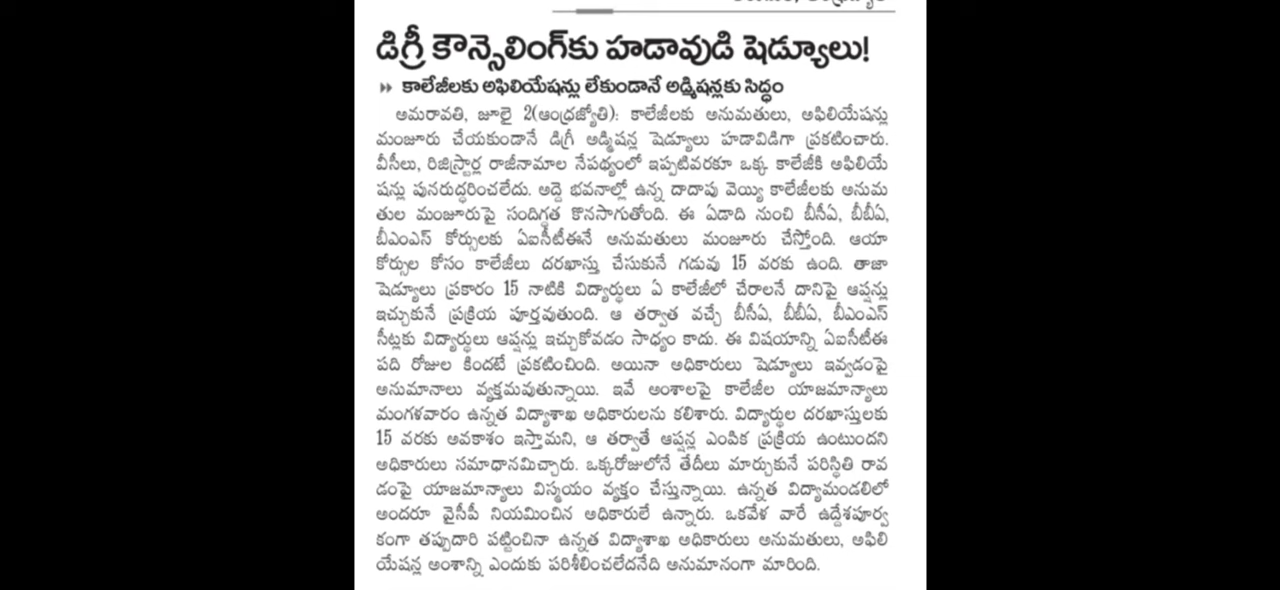 డిగ్రీ కౌన్సెలింగ్‌కు హడావుడి షెడ్యూలు!
కాలేజీలకు అఫిలియేషన్లు లేకుండానే అడ్మిషన్లకు సిద్ధం
అమరావతి, జూలై 2(ఆంధ్రజ్యోతి): కాలేజీలకు అనుమతులు, అఫిలియేషన్లు
మంజూరు చేయకుండానే డిగ్రీ అడ్మిషన్ల షెడ్యూలు హడావిడిగా ప్రకటించారు.
వీసీలు, రిజిస్ట్రార్ల రాజీనామాల నేపథ్యంలో ఇప్పటివరకూ ఒక్క కాలేజీకి అఫిలియే
షన్లు పునరుద్ధరించలేదు. అద్దె భవనాల్లో ఉన్న దాదాపు వెయ్యి కాలేజీలకు అనుమ
తుల మంజూరుపై సందిగ్ధత కొనసాగుతోంది. ఈ ఏడాది నుంచి బీసీఏ, బీబీఏ,
బీఎంఎస్ కోర్సులకు ఏఐసీటీఈనే అనుమతులు మంజూరు చేస్తోంది. ఆయా
కోర్సుల కోసం కాలేజీలు దరఖాస్తు చేసుకునే గడువు 15 వరకు ఉంది. తాజా
షెడ్యూలు ప్రకారం 15 నాటికి విద్యార్థులు ఏ కాలేజీలో చేరాలనే దానిపై ఆప్షన్లు
ఇచ్చుకునే ప్రక్రియ పూర్తవుతుంది. ఆ తర్వాత వచ్చే బీసీఏ, బీబీఏ, బీఎంఎస్
సీట్లకు విద్యార్థులు ఆప్షన్లు ఇచ్చుకోవడం సాధ్యం కాదు. ఈ విషయాన్ని ఏఐసీటీఈ
పది రోజుల కిందటే ప్రకటించింది. అయినా అధికారులు షెడ్యూలు ఇవ్వడంపై
అనుమానాలు వ్యక్తమవుతున్నాయి. ఇవే అంశాలపై కాలేజీల యాజమాన్యాలు
మంగళవారం ఉన్నత విద్యాశాఖ అధికారులను కలిశారు. విద్యార్థుల దరఖాస్తులకు
15 వరకు అవకాశం ఇస్తామని, ఆ తర్వాతే ఆప్షన్ల ఎంపిక ప్రక్రియ ఉంటుందని
అధికారులు సమాధానమిచ్చారు. ఒక్కరోజులోనే తేదీలు మార్చుకునే పరిస్థితి రావ
డంపై యాజమాన్యాలు విస్మయం వ్యక్తం చేస్తున్నాయి. ఉన్నత విద్యామండలిలో
అందరూ వైసీపీ నియమించిన అధికారులే ఉన్నారు. ఒకవేళ వారే ఉద్దేశపూర్వ
కంగా తప్పుదారి పట్టించినా ఉన్నత విద్యాశాఖ అధికారులు అనుమతులు, అఫిలి
యేషన్ల అంశాన్ని ఎందుకు పరిశీలించలేదనేది అనుమానంగా మారింది.